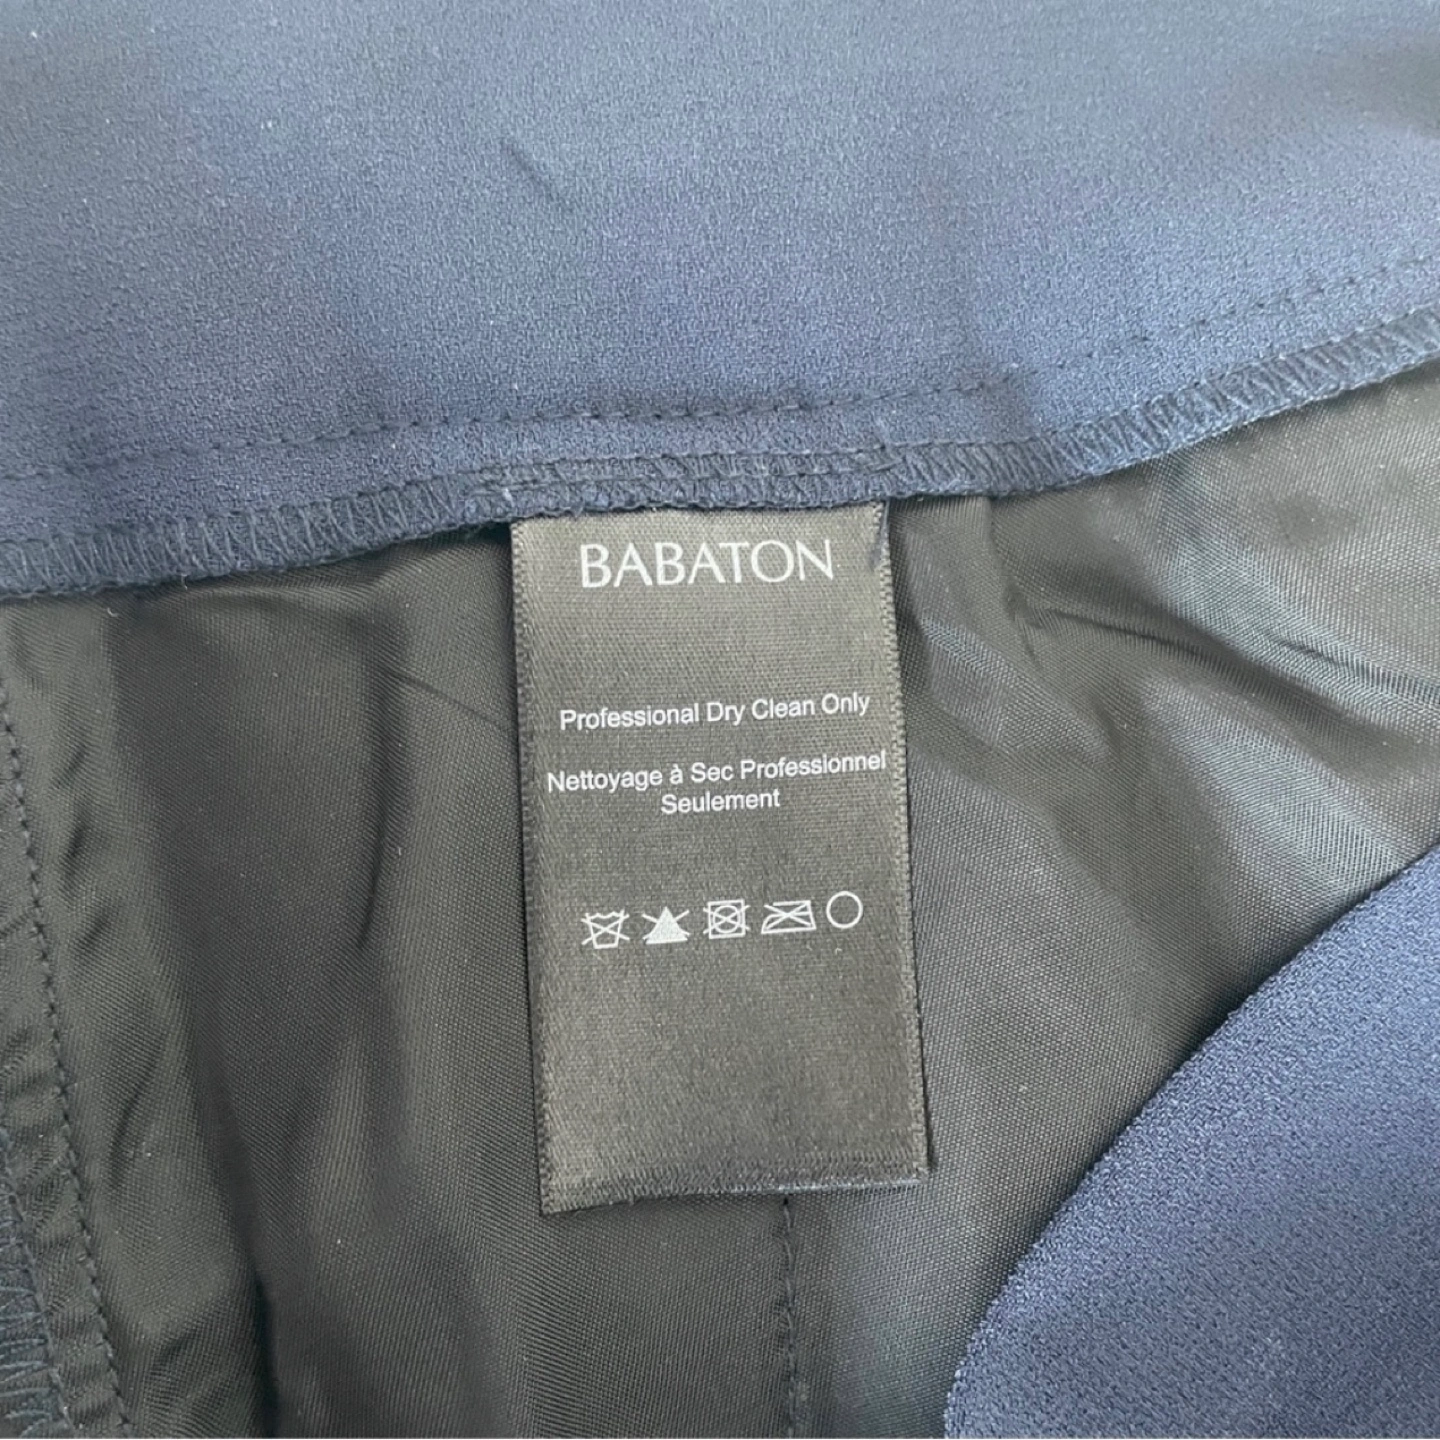 BABATON
Professional Dry Clean Only
Nettoyage à Sec Professionnel
Seulement